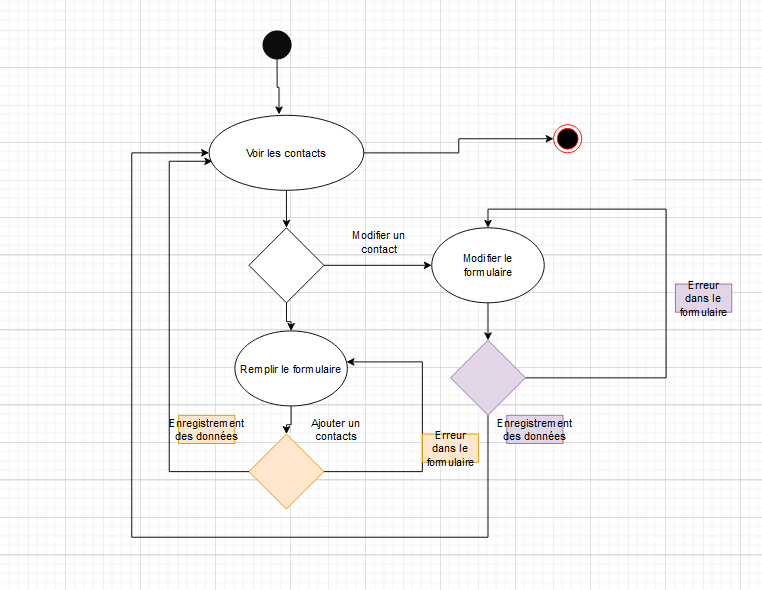 Voir les contacts
Modifier un
contact
Modifier le
formulaire
Erreur
dans le
formulaire
Remplir le formulaire
Enregistrement
des données
Ajouter un
contacts
Erreur
dans le
formulaire
Enregistrement
des données